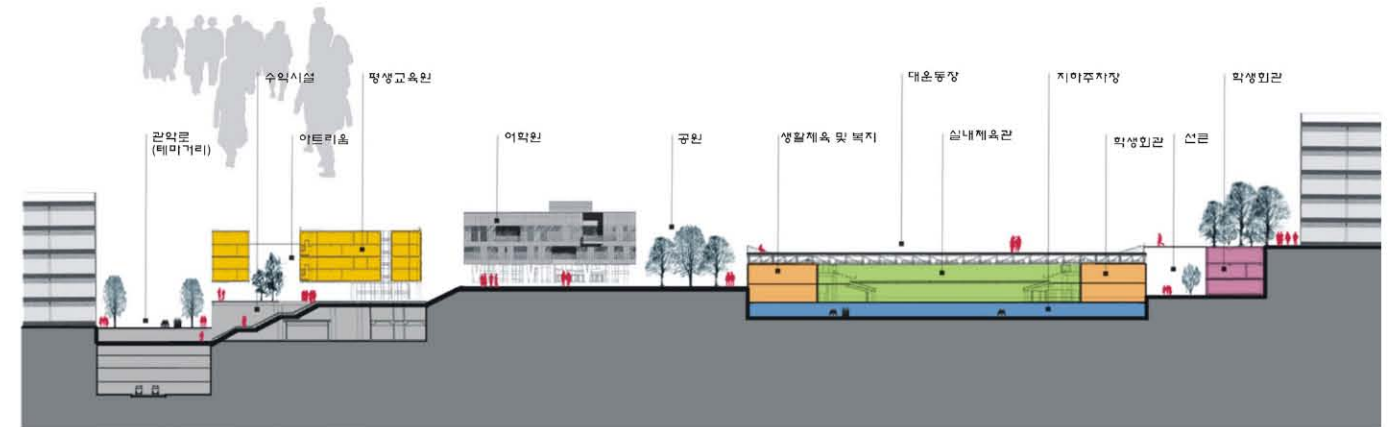 수익시설
평생교육원
대운동장
지하주차장
학생회관
관악로
(테마거리)
아트리움
어학원
공원
생활체육 및 복지
실내체육관
학생회관
선큰